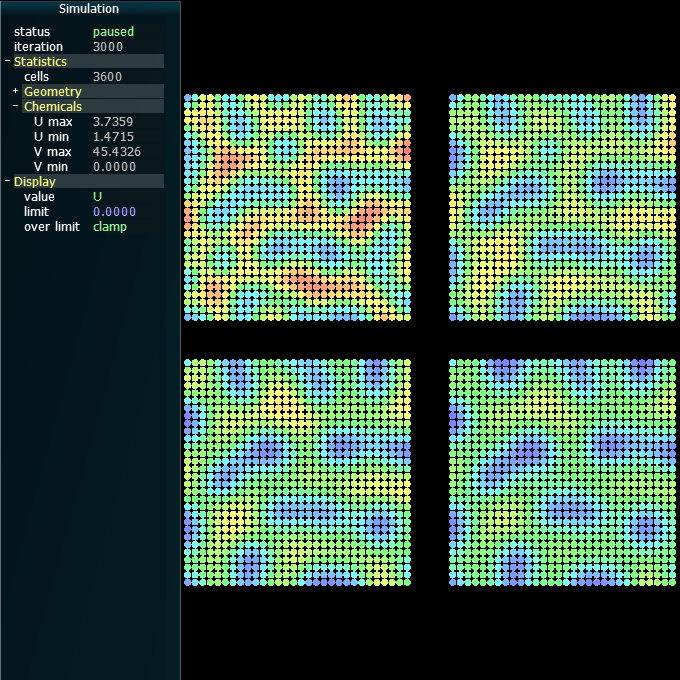 Simulation
status paused
iteration 3000
- Statistics
cells 3600
+ Geometry
- Chemicals
U max 3.7359
U min 1.4715
V max 45.4326
V min 0.0000
- Display
value U
limit 0.0000
over limit clamp